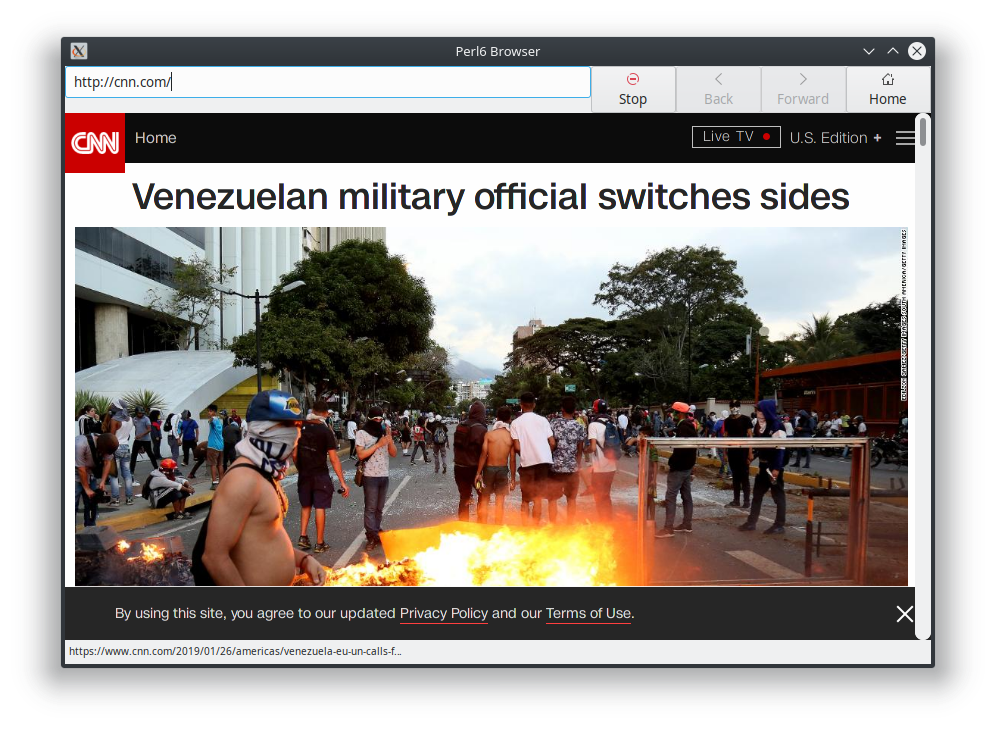 Perl6 Browser
http://cnn.com/
Stop
Back
Forward
Home
CNN
Home
Live TV
U.S. Edition +
Venezuelan military official switches sides
By using this site, you agree to our updated Privacy Policy and our Terms of Use.
https://www.cnn.com/2019/01/26/americas/venezuela-eu-un-calls-f...